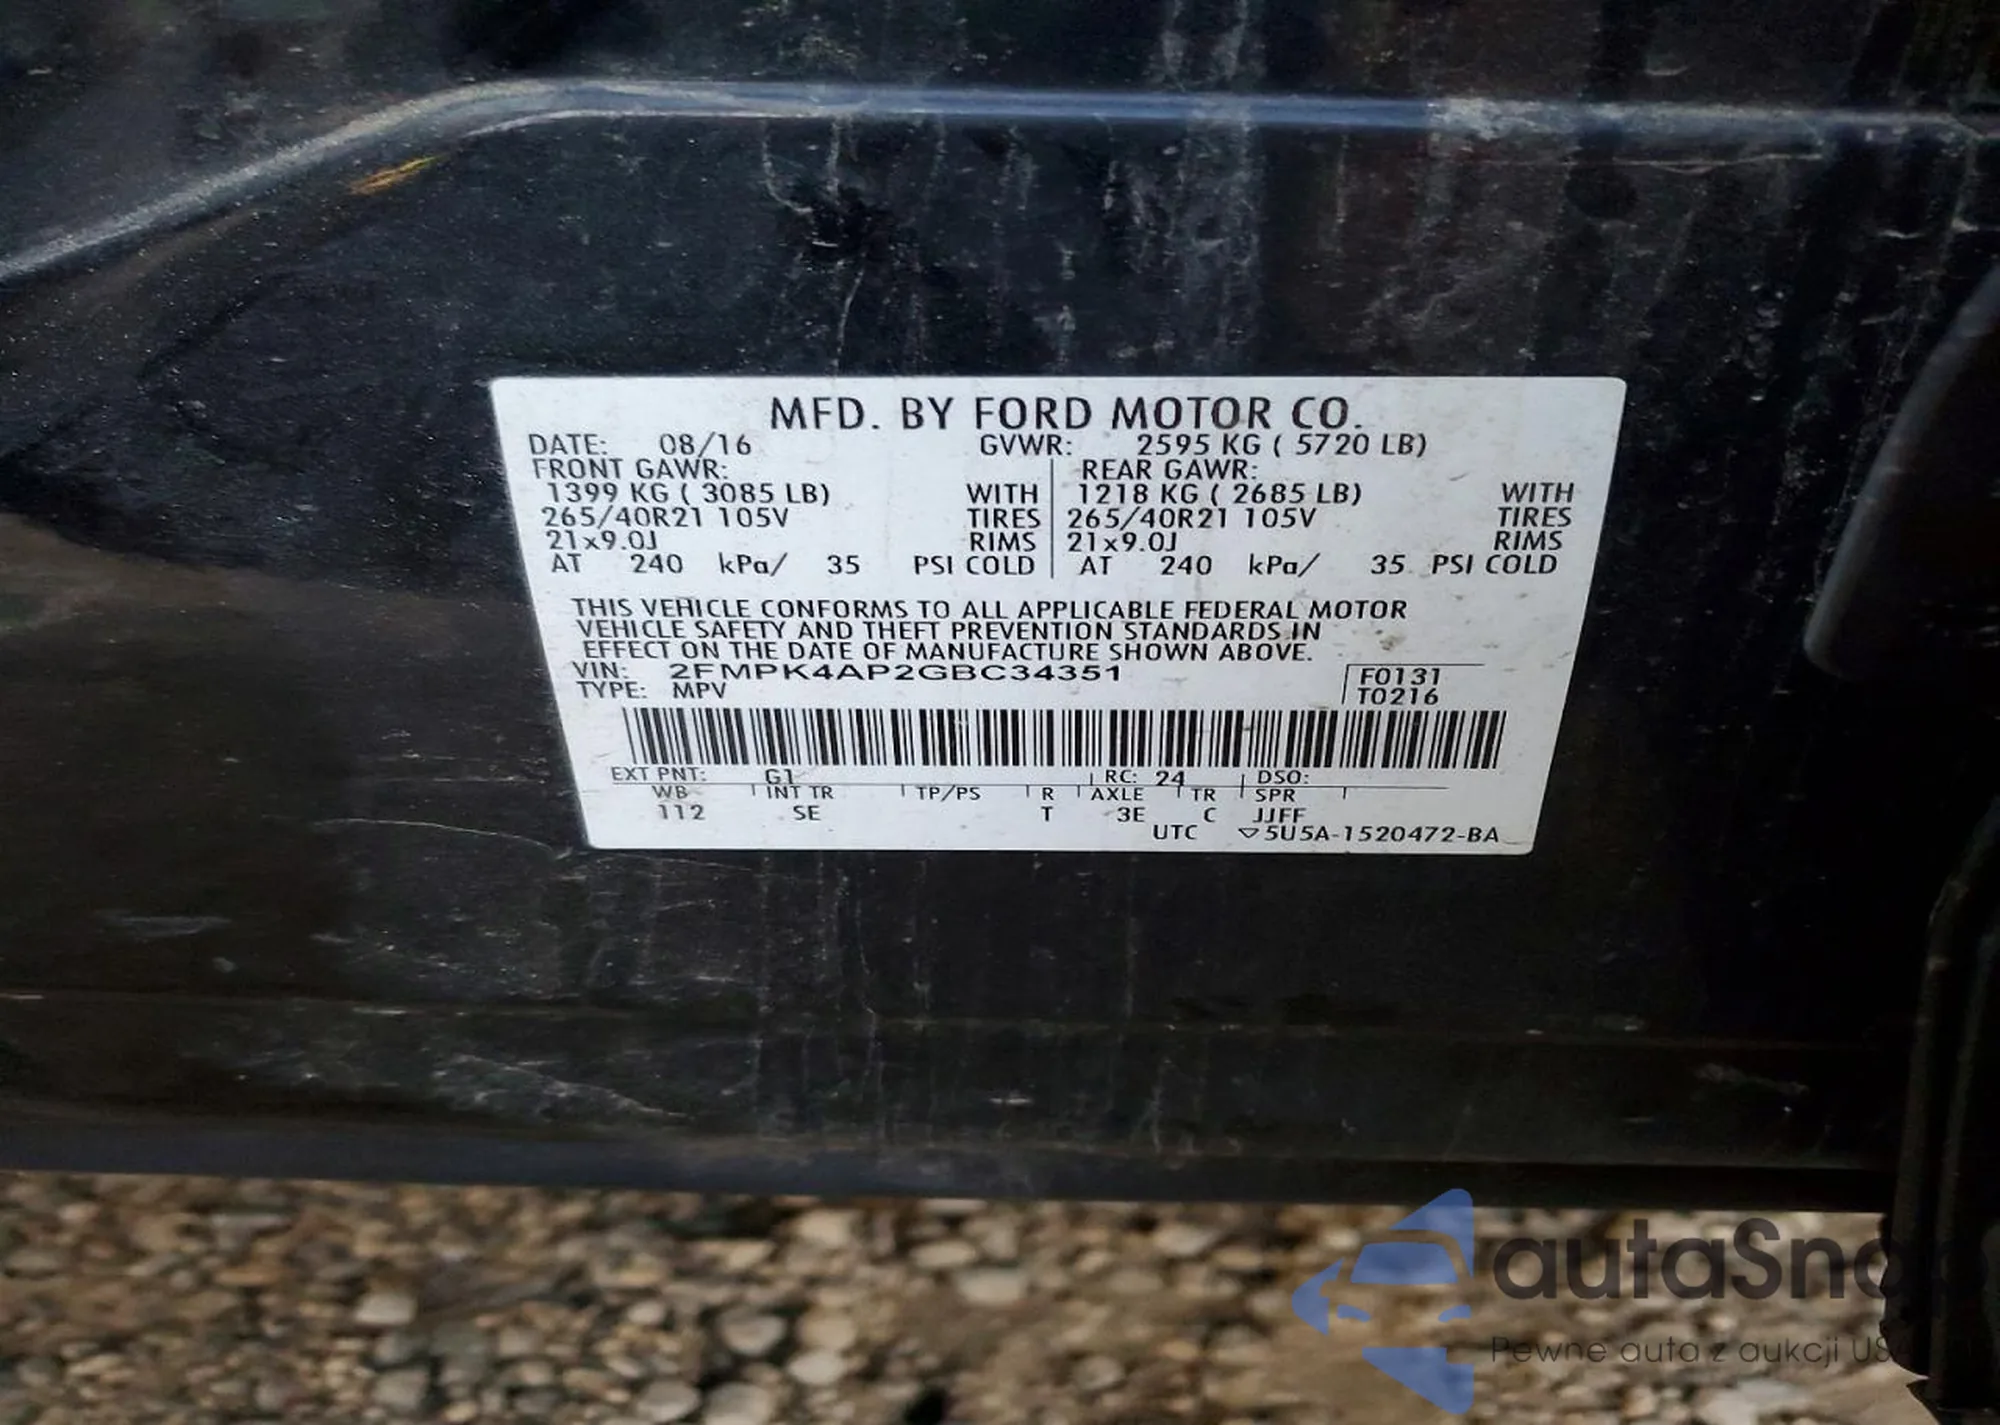 MFD. BY FORD MOTOR CO.
DATE: 08/16 GVWR: 2595 KG ( 5720 LB)
FRONT GAWR: REAR GAWR:
1399 KG ( 3085 LB) WITH 1218 KG ( 2685 LB) WITH
265/40R21 105V TIRES 265/40R21 105V TIRES
21x9.0J RIMS 21x9.0J RIMS
AT 240 kPa/ 35 PSI COLD AT 240 kPa/ 35 PSI COLD
THIS VEHICLE CONFORMS TO ALL APPLICABLE FEDERAL MOTOR
VEHICLE SAFETY AND THEFT PREVENTION STANDARDS IN
EFFECT ON THE DATE OF MANUFACTURE SHOWN ABOVE.
VIN: 2FMPK4AP2GBC34351 F0131
TYPE: MPV T0216
EXT PNT: G1 RC: 24 DSO:
WB INT TR TP/PS R AXLE TR SPR
112 SE T 3E C JJFF
UTC ▽5U5A-1520472-BA
autaSna
Pewne auta z aukcji USA